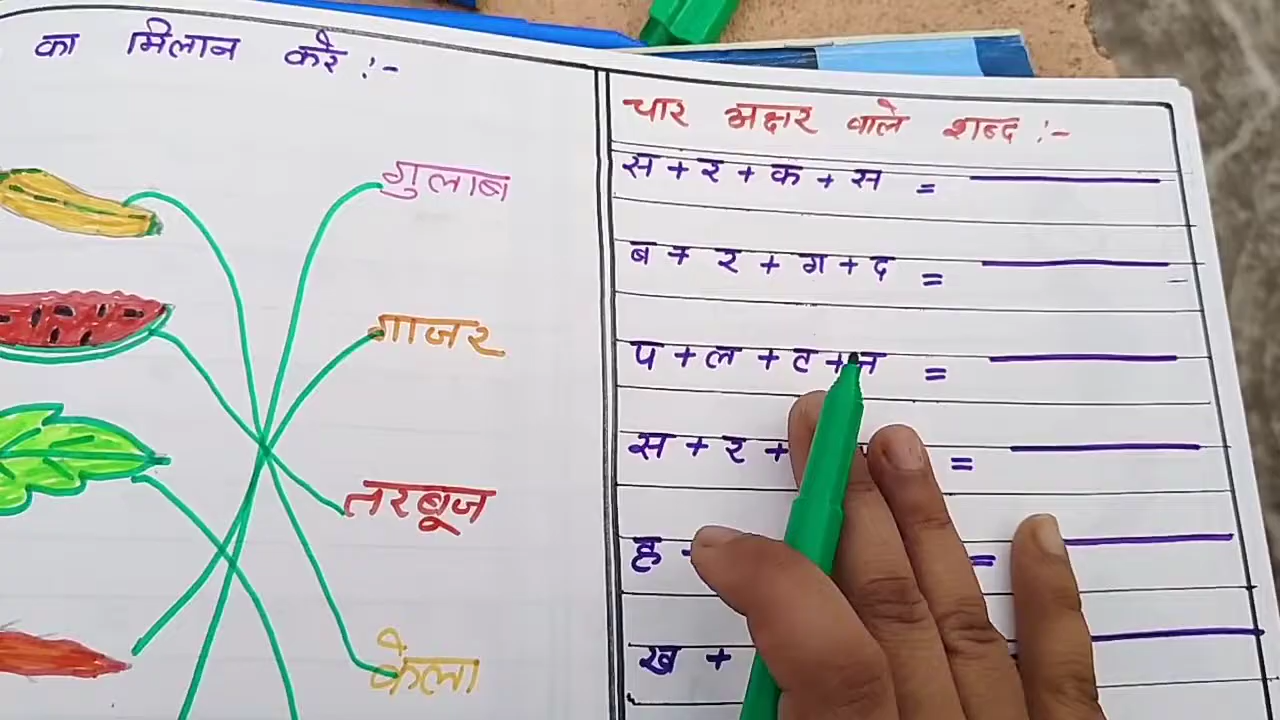 का मिलान करे :-
गुलाब
गाजर
तरबूज
केला
चार अक्षर वाले शब्द :-
स + र + क + स =
ब + र + ग + द =
प + ल + ट + न =
स + र + =
ह =
ख +